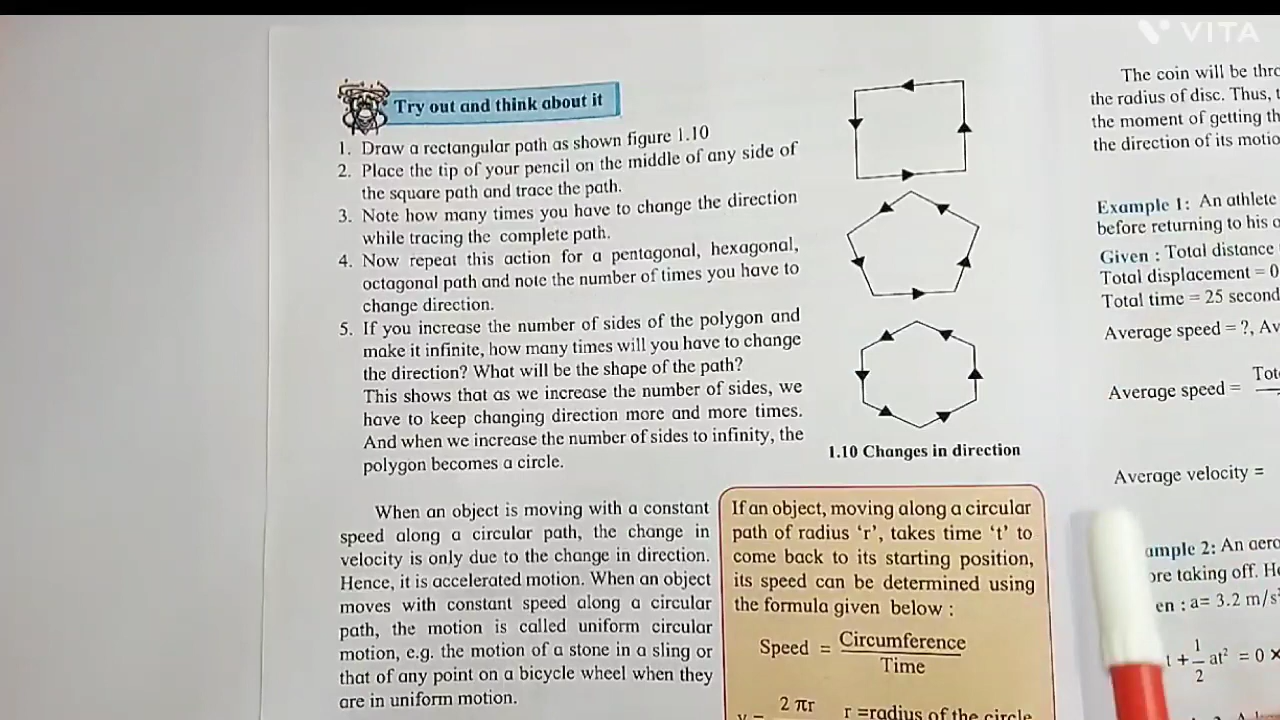 VITA
Try out and think about it
1. Draw a rectangular path as shown figure 1.10
2. Place the tip of your pencil on the middle of any side of
the square path and trace the path.
3. Note how many times you have to change the direction
while tracing the complete path.
4. Now repeat this action for a pentagonal, hexagonal,
octagonal path and note the number of times you have to
change direction.
5. If you increase the number of sides of the polygon and
make it infinite, how many times will you have to change
the direction? What will be the shape of the path?
This shows that as we increase the number of sides, we
have to keep changing direction more and more times.
And when we increase the number of sides to infinity, the
polygon becomes a circle.
1.10 Changes in direction
When an object is moving with a constant
speed along a circular path, the change in
velocity is only due to the change in direction.
Hence, it is accelerated motion. When an object
moves with constant speed along a circular
path, the motion is called uniform circular
motion, e.g. the motion of a stone in a sling or
that of any point on a bicycle wheel when they
are in uniform motion.
If an object, moving along a circular
path of radius ‘r’, takes time ‘t’ to
come back to its starting position,
its speed can be determined using
the formula given below :
Speed = Circumference
Time
2 πr
r =radius of the circle
The coin will be
the radius of disc. Thus,
the moment of getting
the direction of its
Example 1: An athlete
before returning to his
Given : Total distance
Total displacement = 0
Total time = 25 second
Average speed = ?,
Average speed =
Average velocity =
2: An
taking off.
: a= 3.2 m/s²
t + 1/2 at² = 0 ×